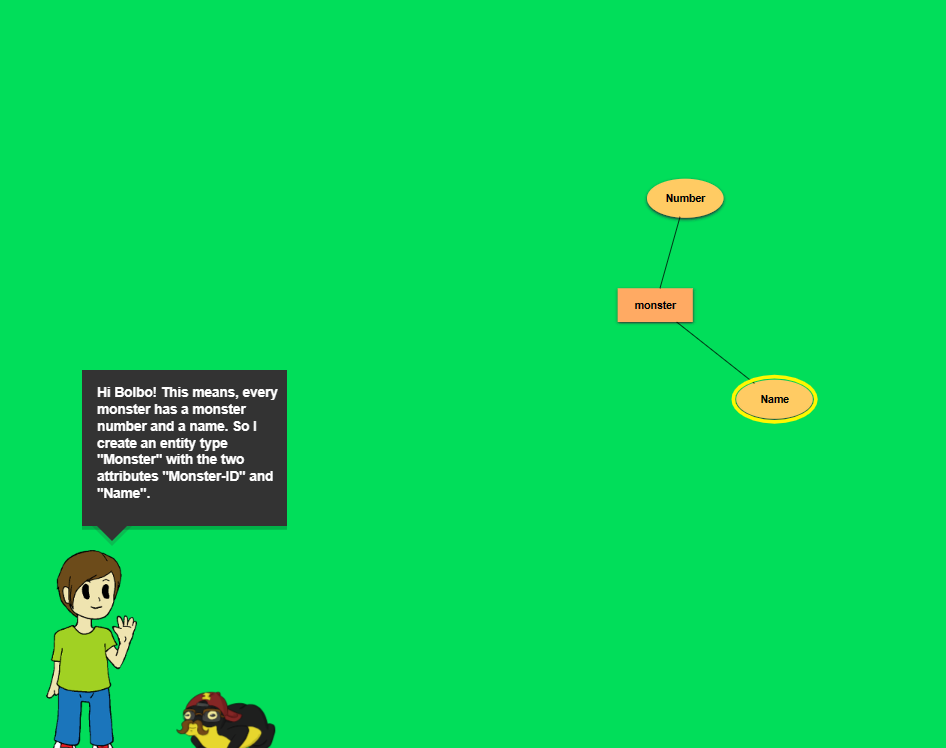 Number
monster
Name
Hi Bolbo! This means, every
monster has a monster
number and a name. So I
create an entity type
"Monster" with the two
attributes "Monster-ID" and
"Name".